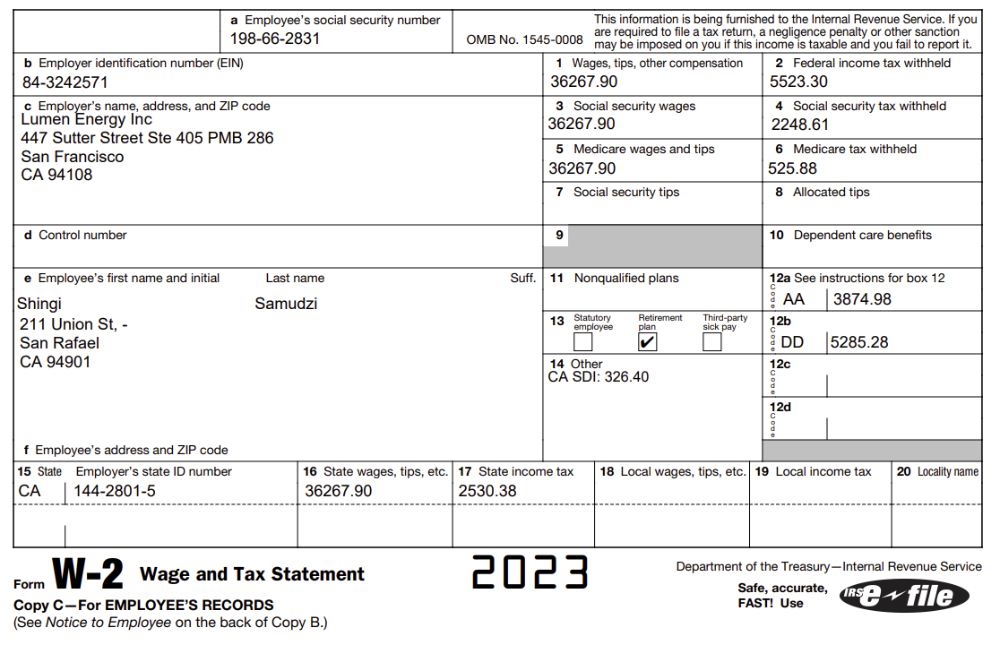 a Employee's social security number
198-66-2831
OMB No. 1545-0008
This information is being furnished to the Internal Revenue Service. If you
are required to file a tax return, a negligence penalty or other sanction
may be imposed on you if this income is taxable and you fail to report it.
b Employer identification number (EIN)
84-3242571
1 Wages, tips, other compensation
36267.90
2 Federal income tax withheld
5523.30
c Employer's name, address, and ZIP code
Lumen Energy Inc
447 Sutter Street Ste 405 PMB 286
San Francisco
CA 94108
3 Social security wages
36267.90
4 Social security tax withheld
2248.61
5 Medicare wages and tips
36267.90
6 Medicare tax withheld
525.88
7 Social security tips
8 Allocated tips
d Control number
9
10 Dependent care benefits
e Employee's first name and initial Last name Suff.
Shingi Samudzi
211 Union St, -
San Rafael
CA 94901
11 Nonqualified plans
12a See instructions for box 12
Code AA 3874.98
13 Statutory employee Retirement plan ✔ Third-party sick pay
12b
Code DD 5285.28
14 Other
CA SDI: 326.40
12c
Code
12d
Code
f Employee's address and ZIP code
15 State Employer's state ID number
CA 144-2801-5
16 State wages, tips, etc.
36267.90
17 State income tax
2530.38
18 Local wages, tips, etc.
19 Local income tax
20 Locality name
Form W-2 Wage and Tax Statement
2023
Department of the Treasury—Internal Revenue Service
Copy C—For EMPLOYEE'S RECORDS
(See Notice to Employee on the back of Copy B.)
Safe, accurate,
FAST! Use
IRS e-file